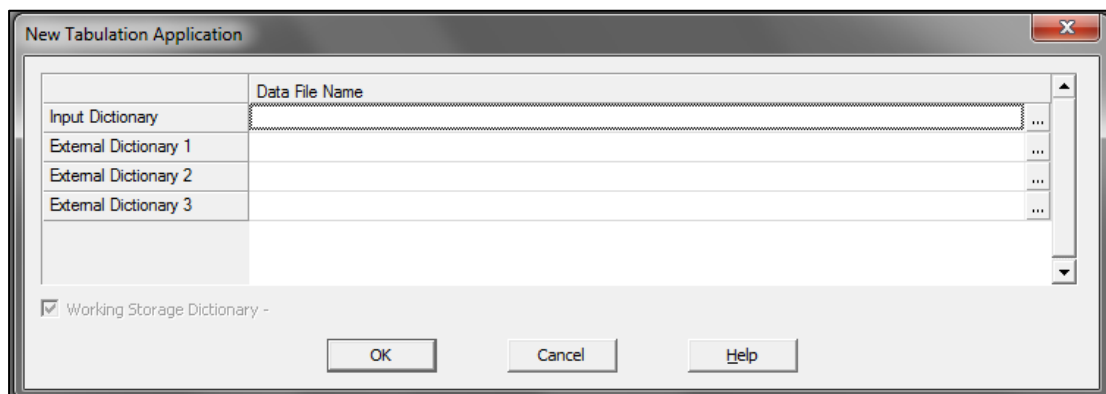 New Tabulation Application
x
Data File Name
Input Dictionary ...
External Dictionary 1 ...
External Dictionary 2 ...
External Dictionary 3 ...
Working Storage Dictionary -
OK Cancel Help